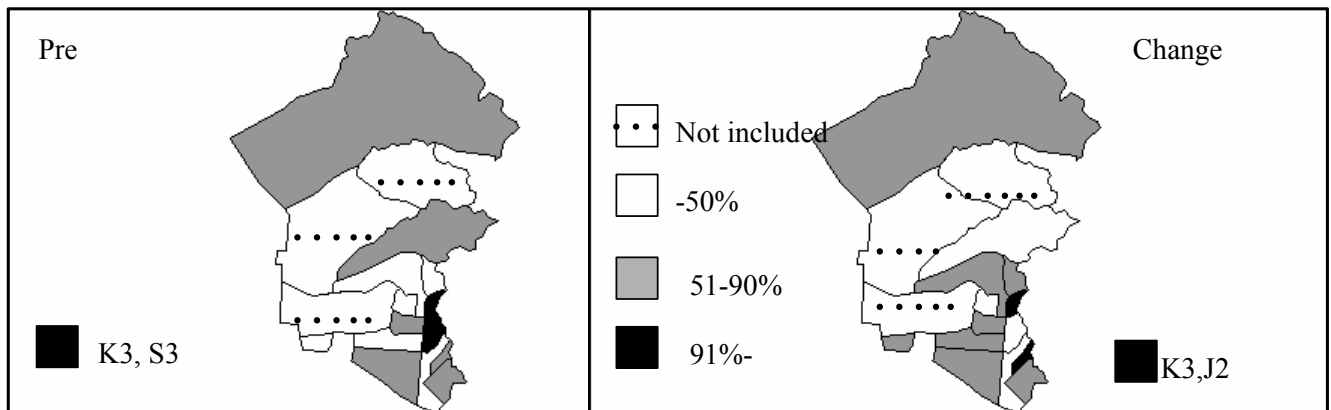 Pre
K3, S3
Not included
-50%
51-90%
91%-
Change
K3,J2